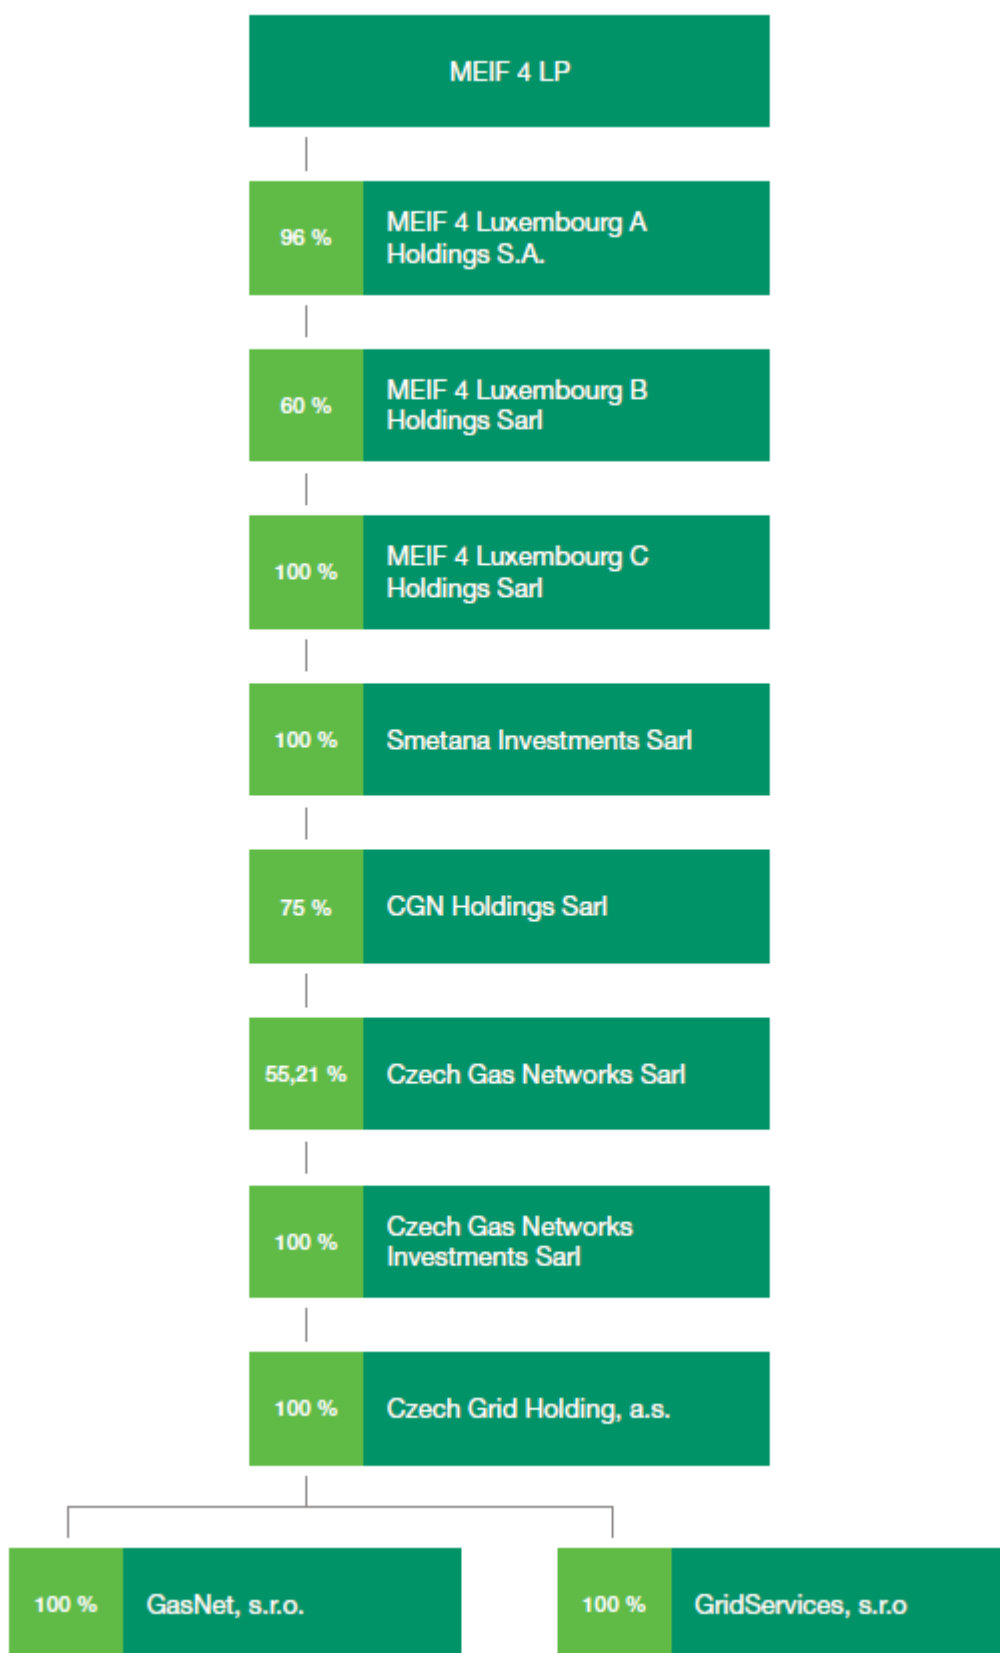 MEIF 4 LP
96 %
MEIF 4 Luxembourg A
Holdings S.A.
60 %
MEIF 4 Luxembourg B
Holdings Sarl
100 %
MEIF 4 Luxembourg C
Holdings Sarl
100 %
Smetana Investments Sarl
75 %
CGN Holdings Sarl
55,21 %
Czech Gas Networks Sarl
100 %
Czech Gas Networks
Investments Sarl
100 %
Czech Grid Holding, a.s.
100 %
GasNet, s.r.o.
100 %
GridServices, s.r.o